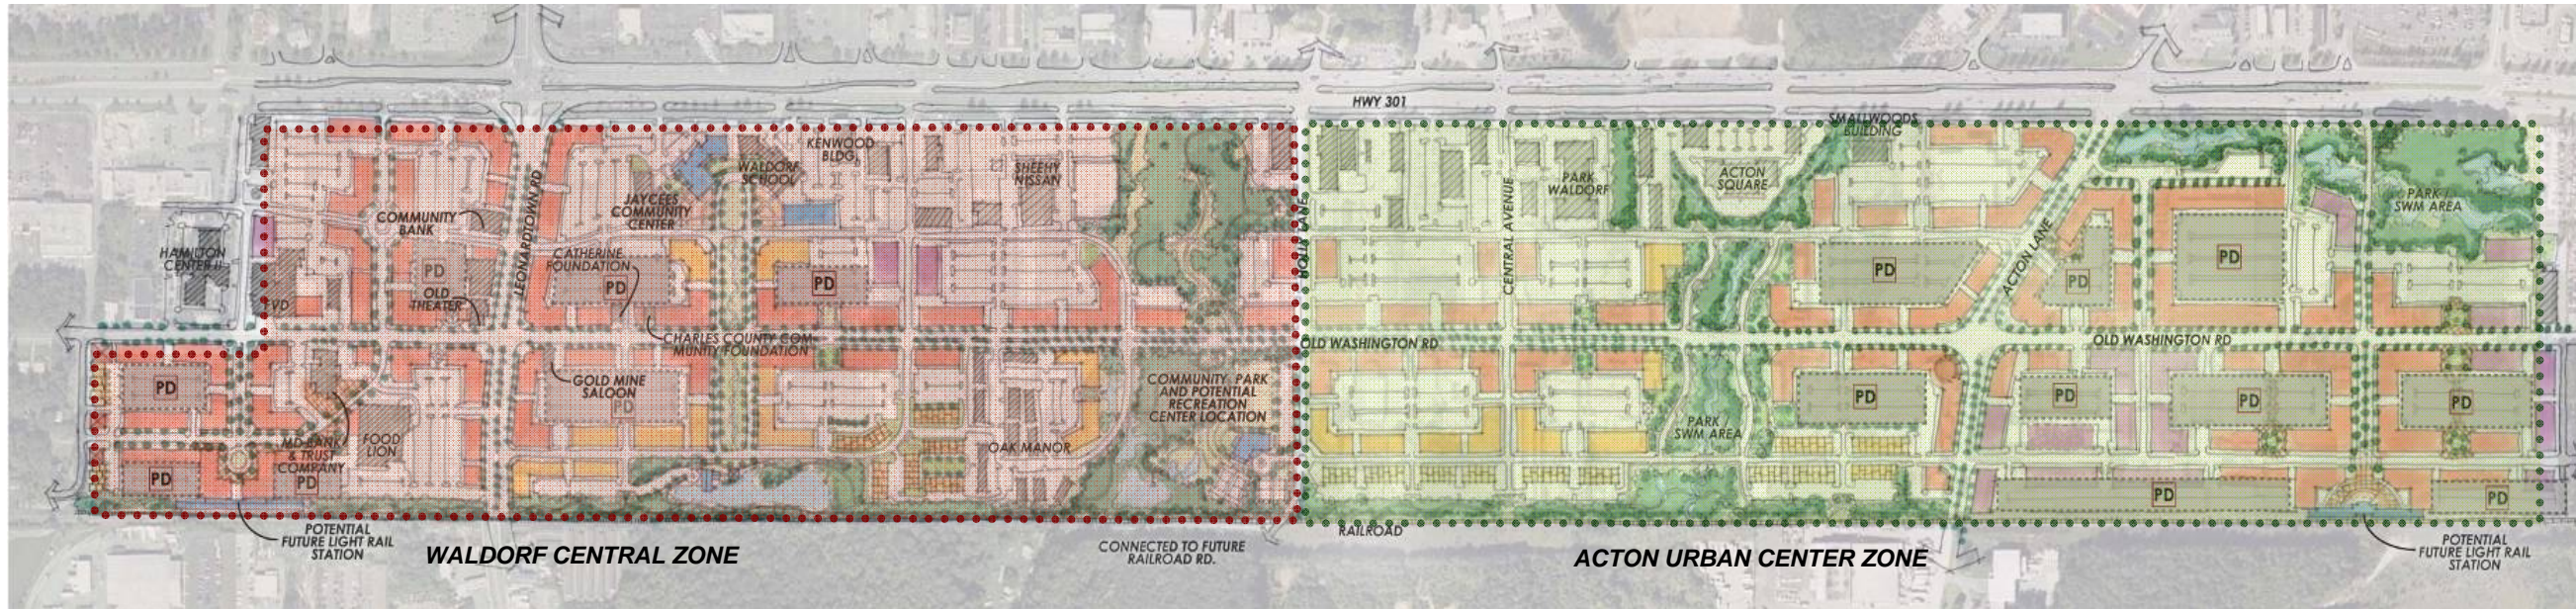 HWY 301
SMALLWOODS
BUILDING
KENWOOD
BLDG.
WALDORF
SCHOOL
SHEEHY
NISSAN
PARK
WALDORF
ACTON
SQUARE
PARK /
SWM AREA
LEONARDTOWN RD
JAYCEES
COMMUNITY
CENTER
COMMUNITY
BANK
HOLLY LANE
CENTRAL AVENUE
ACTON LANE
HAMILTON
CENTER II
CATHERINE
FOUNDATION
PD
PD
PD
PD
PD
PD
OLD
THEATER
CHARLES COUNTY COM-
MUNITY FOUNDATION
OLD WASHINGTON RD
OLD WASHINGTON RD
GOLD MINE
SALOON
PD
PD
COMMUNITY PARK
AND POTENTIAL
RECREATION
CENTER LOCATION
PARK
SWM AREA
PD
PD
PD
PD
MD BANK
& TRUST
COMPANY
FOOD
LION
OAK MANOR
PD
PD
PD
PD
POTENTIAL
FUTURE LIGHT RAIL
STATION
WALDORF CENTRAL ZONE
CONNECTED TO FUTURE
RAILROAD RD.
RAILROAD
ACTON URBAN CENTER ZONE
POTENTIAL
FUTURE LIGHT RAIL
STATION